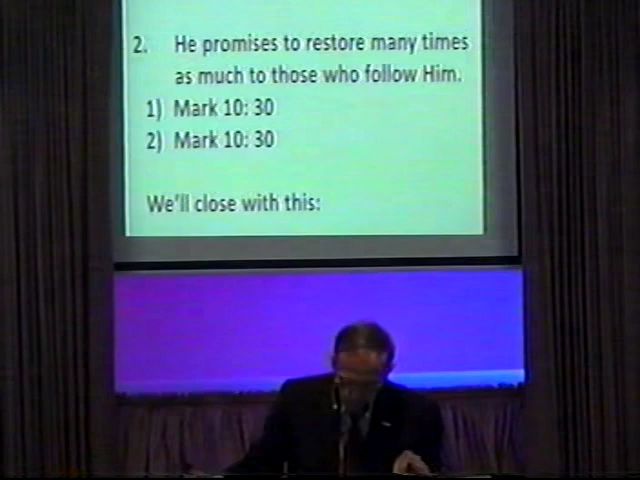 2. He promises to restore many times
as much to those who follow Him.
1) Mark 10: 30
2) Mark 10: 30
We'll close with this: